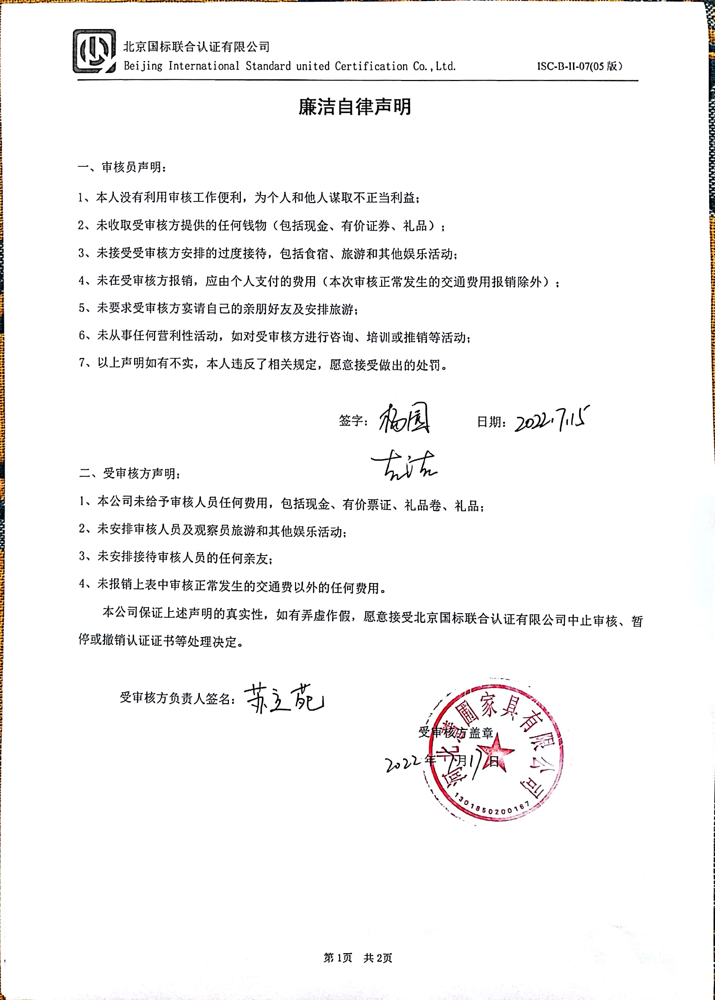 北京国标联合认证有限公司
Beijing International Standard united Certification Co.,Ltd.
ISC-B-II-07(05 版)
廉洁自律声明
一、审核员声明:
1、本人没有利用审核工作便利，为个人和他人谋取不正当利益;
2、未收取受审核方提供的任何钱物（包括现金、有价证券、礼品）;
3、未接受受审核方安排的过度接待，包括食宿、旅游和其他娱乐活动;
4、未在受审核方报销，应由个人支付的费用（本次审核正常发生的交通费用报销除外）;
5、未要求受审核方宴请自己的亲朋好友及安排旅游;
6、未从事任何营利性活动，如对受审核方进行咨询、培训或推销等活动;
7、以上声明如有不实，本人违反了相关规定，愿意接受做出的处罚。
签字: 杨园 日期: 2022.7.15
二、受审核方声明:
1、本公司未给予审核人员任何费用，包括现金、有价票证、礼品卷、礼品;
2、未安排审核人员及观察员旅游和其他娱乐活动;
3、未安排接待审核人员的任何亲友;
4、未报销上表中审核正常发生的交通费以外的任何费用。
本公司保证上述声明的真实性，如有弄虚作假，愿意接受北京国标联合认证有限公司中止审核、暂
停或撤销认证证书等处理决定。
受审核方负责人签名: 苏立苑
受审核方盖章
2022年7月17日
家具有限公司
1301850200167
第 1页 共 2页